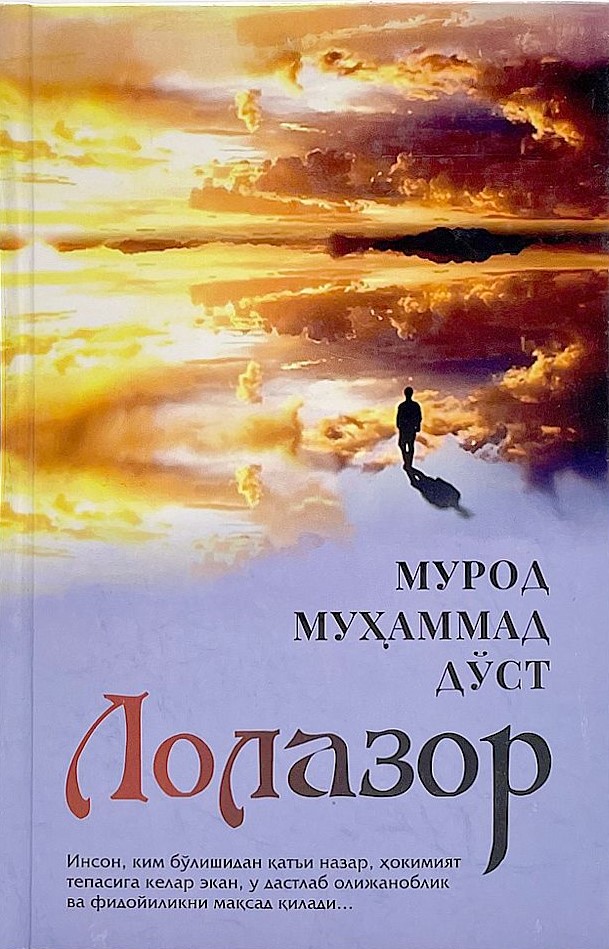 МУРОД
МУҲАММАД
ДЎСТ
Лолазор
Инсон, ким бўлишидан қатъи назар, ҳокимият
тепасига келар экан, у дастлаб олижаноблик
ва фидойиликни мақсад қилади...